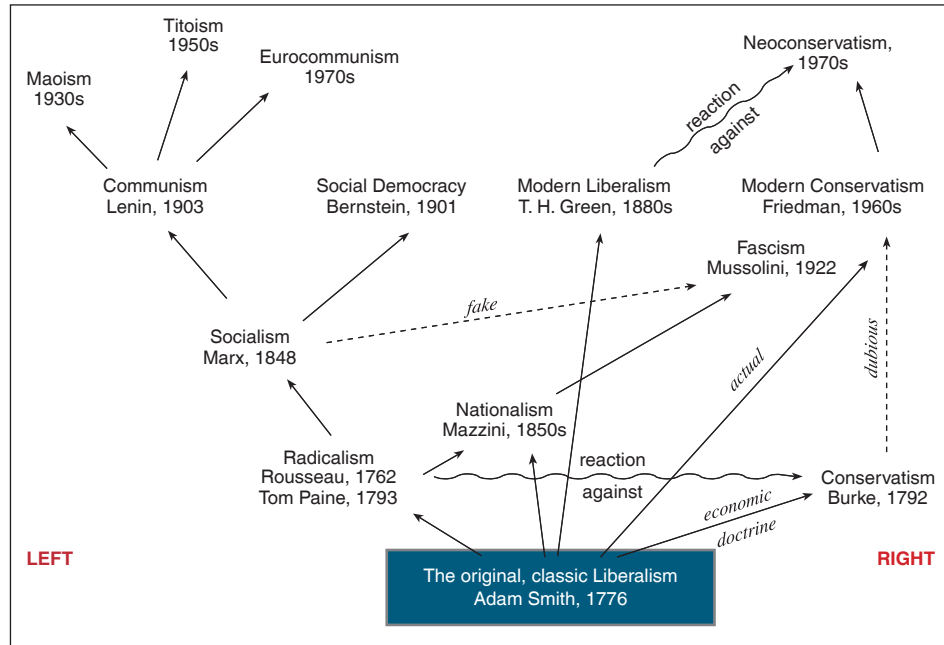 Titoism
1950s
Eurocommunism
1970s
Maoism
1930s
Neoconservatism,
1970s
reaction
against
Communism
Lenin, 1903
Social Democracy
Bernstein, 1901
Modern Liberalism
T. H. Green, 1880s
Modern Conservatism
Friedman, 1960s
Fascism
Mussolini, 1922
fake
Socialism
Marx, 1848
actual
dubious
Nationalism
Mazzini, 1850s
Radicalism
Rousseau, 1762
Tom Paine, 1793
reaction
against
Conservatism
Burke, 1792
economic
doctrine
LEFT
RIGHT
The original, classic Liberalism
Adam Smith, 1776